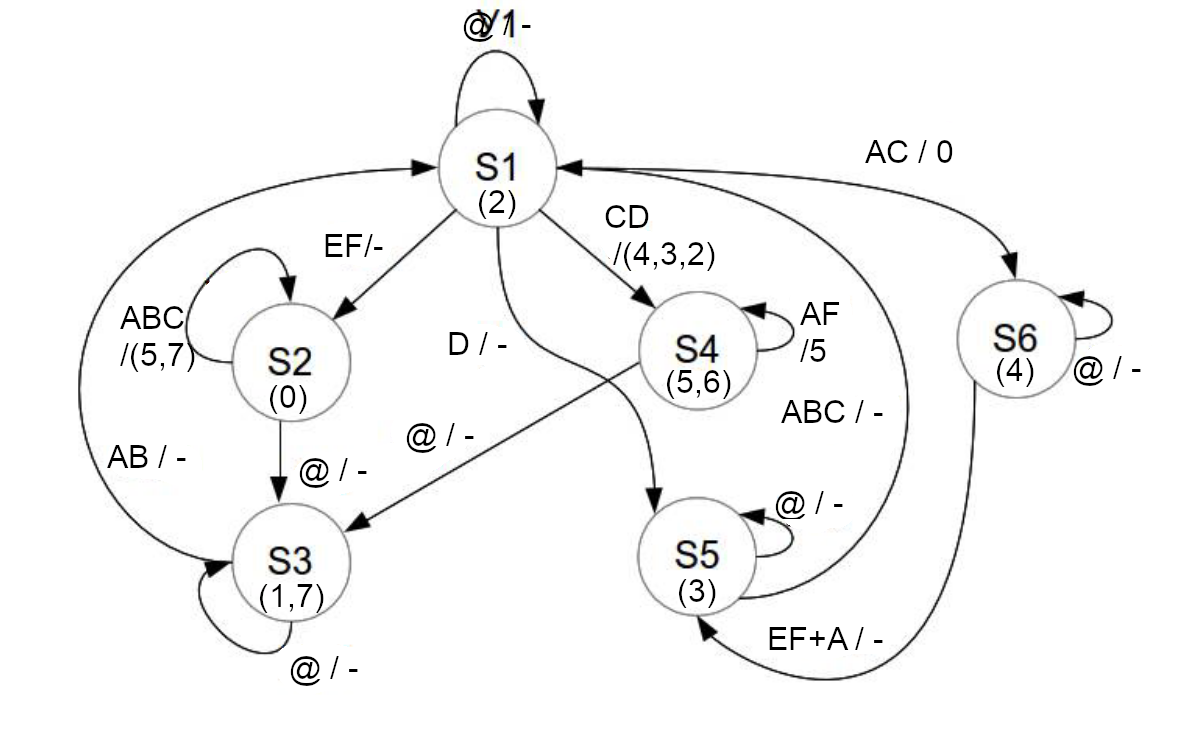 @ / -
AC / 0
S1
(2)
CD
/(4,3,2)
EF/-
ABC
/(5,7)
AF
/5
D / -
S2
(0)
S4
(5,6)
S6
(4)
@ / -
ABC / -
@ / -
AB / -
@ / -
@ / -
S3
(1,7)
S5
(3)
EF+A / -
@ / -